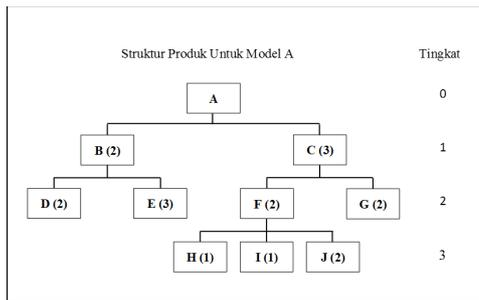 Struktur Produk Untuk Model A Tingkat
A 0
B (2) C (3) 1
D (2) E (3) F (2) G (2) 2
H (1) I (1) J (2) 3